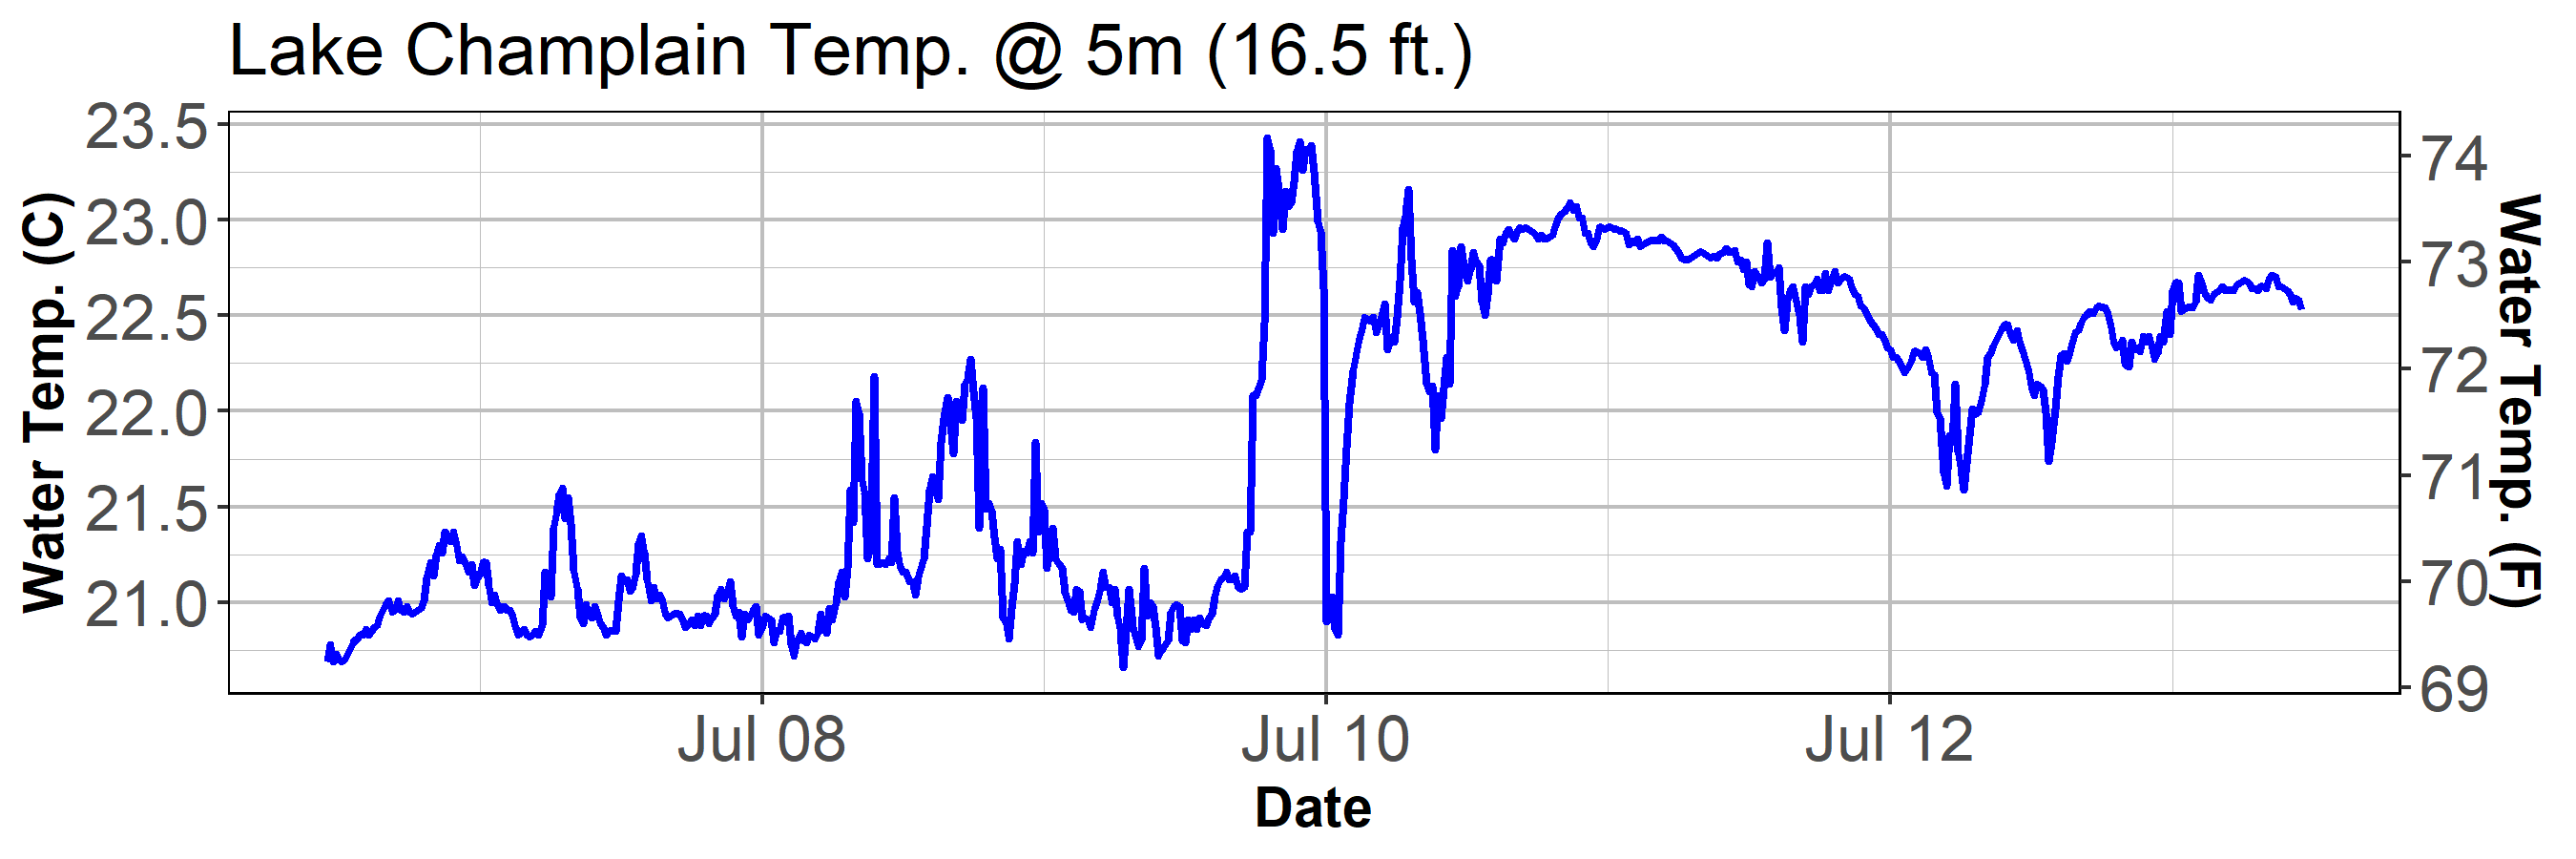 Lake Champlain Temp. @ 5m (16.5 ft.)
Water Temp. (C)
23.5
23.0
22.5
22.0
21.5
21.0
74
73
72
71
70
69
Water Temp. (F)
Jul 08
Jul 10
Jul 12
Date